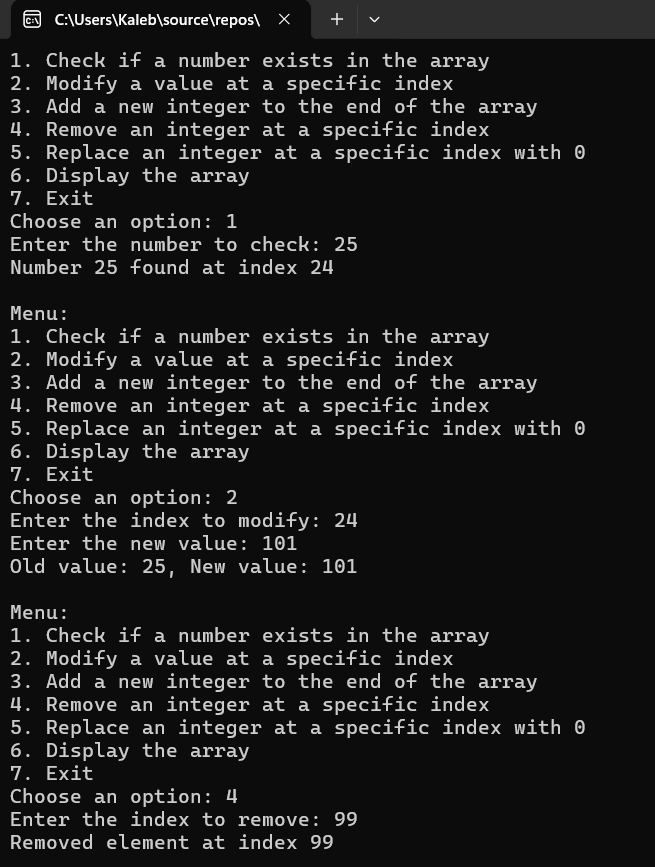 C:\Users\Kaleb\source\repos\
1. Check if a number exists in the array
2. Modify a value at a specific index
3. Add a new integer to the end of the array
4. Remove an integer at a specific index
5. Replace an integer at a specific index with 0
6. Display the array
7. Exit
Choose an option: 1
Enter the number to check: 25
Number 25 found at index 24

Menu:
1. Check if a number exists in the array
2. Modify a value at a specific index
3. Add a new integer to the end of the array
4. Remove an integer at a specific index
5. Replace an integer at a specific index with 0
6. Display the array
7. Exit
Choose an option: 2
Enter the index to modify: 24
Enter the new value: 101
Old value: 25, New value: 101

Menu:
1. Check if a number exists in the array
2. Modify a value at a specific index
3. Add a new integer to the end of the array
4. Remove an integer at a specific index
5. Replace an integer at a specific index with 0
6. Display the array
7. Exit
Choose an option: 4
Enter the index to remove: 99
Removed element at index 99